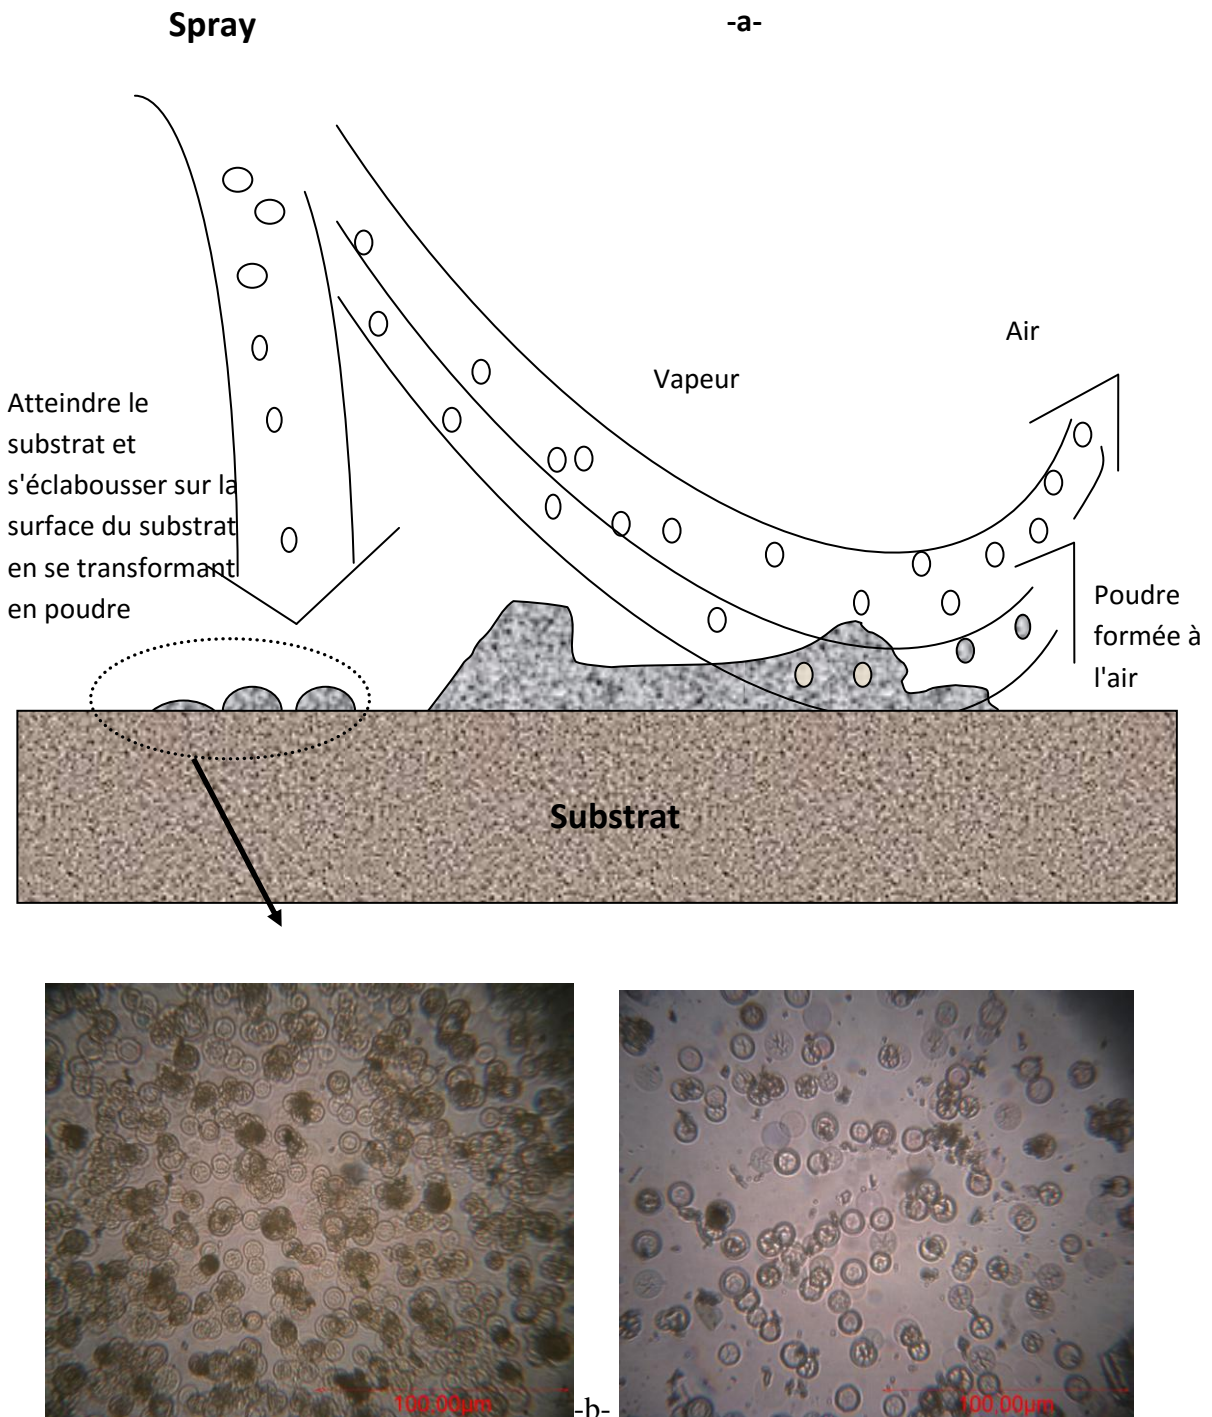 Spray
-a-
Air
Vapeur
Atteindre le
substrat et
s'éclabousser sur la
surface du substrat
en se transformant
en poudre
Poudre
formée à
l'air
Substrat
100,00µm
-b-
100,00µm